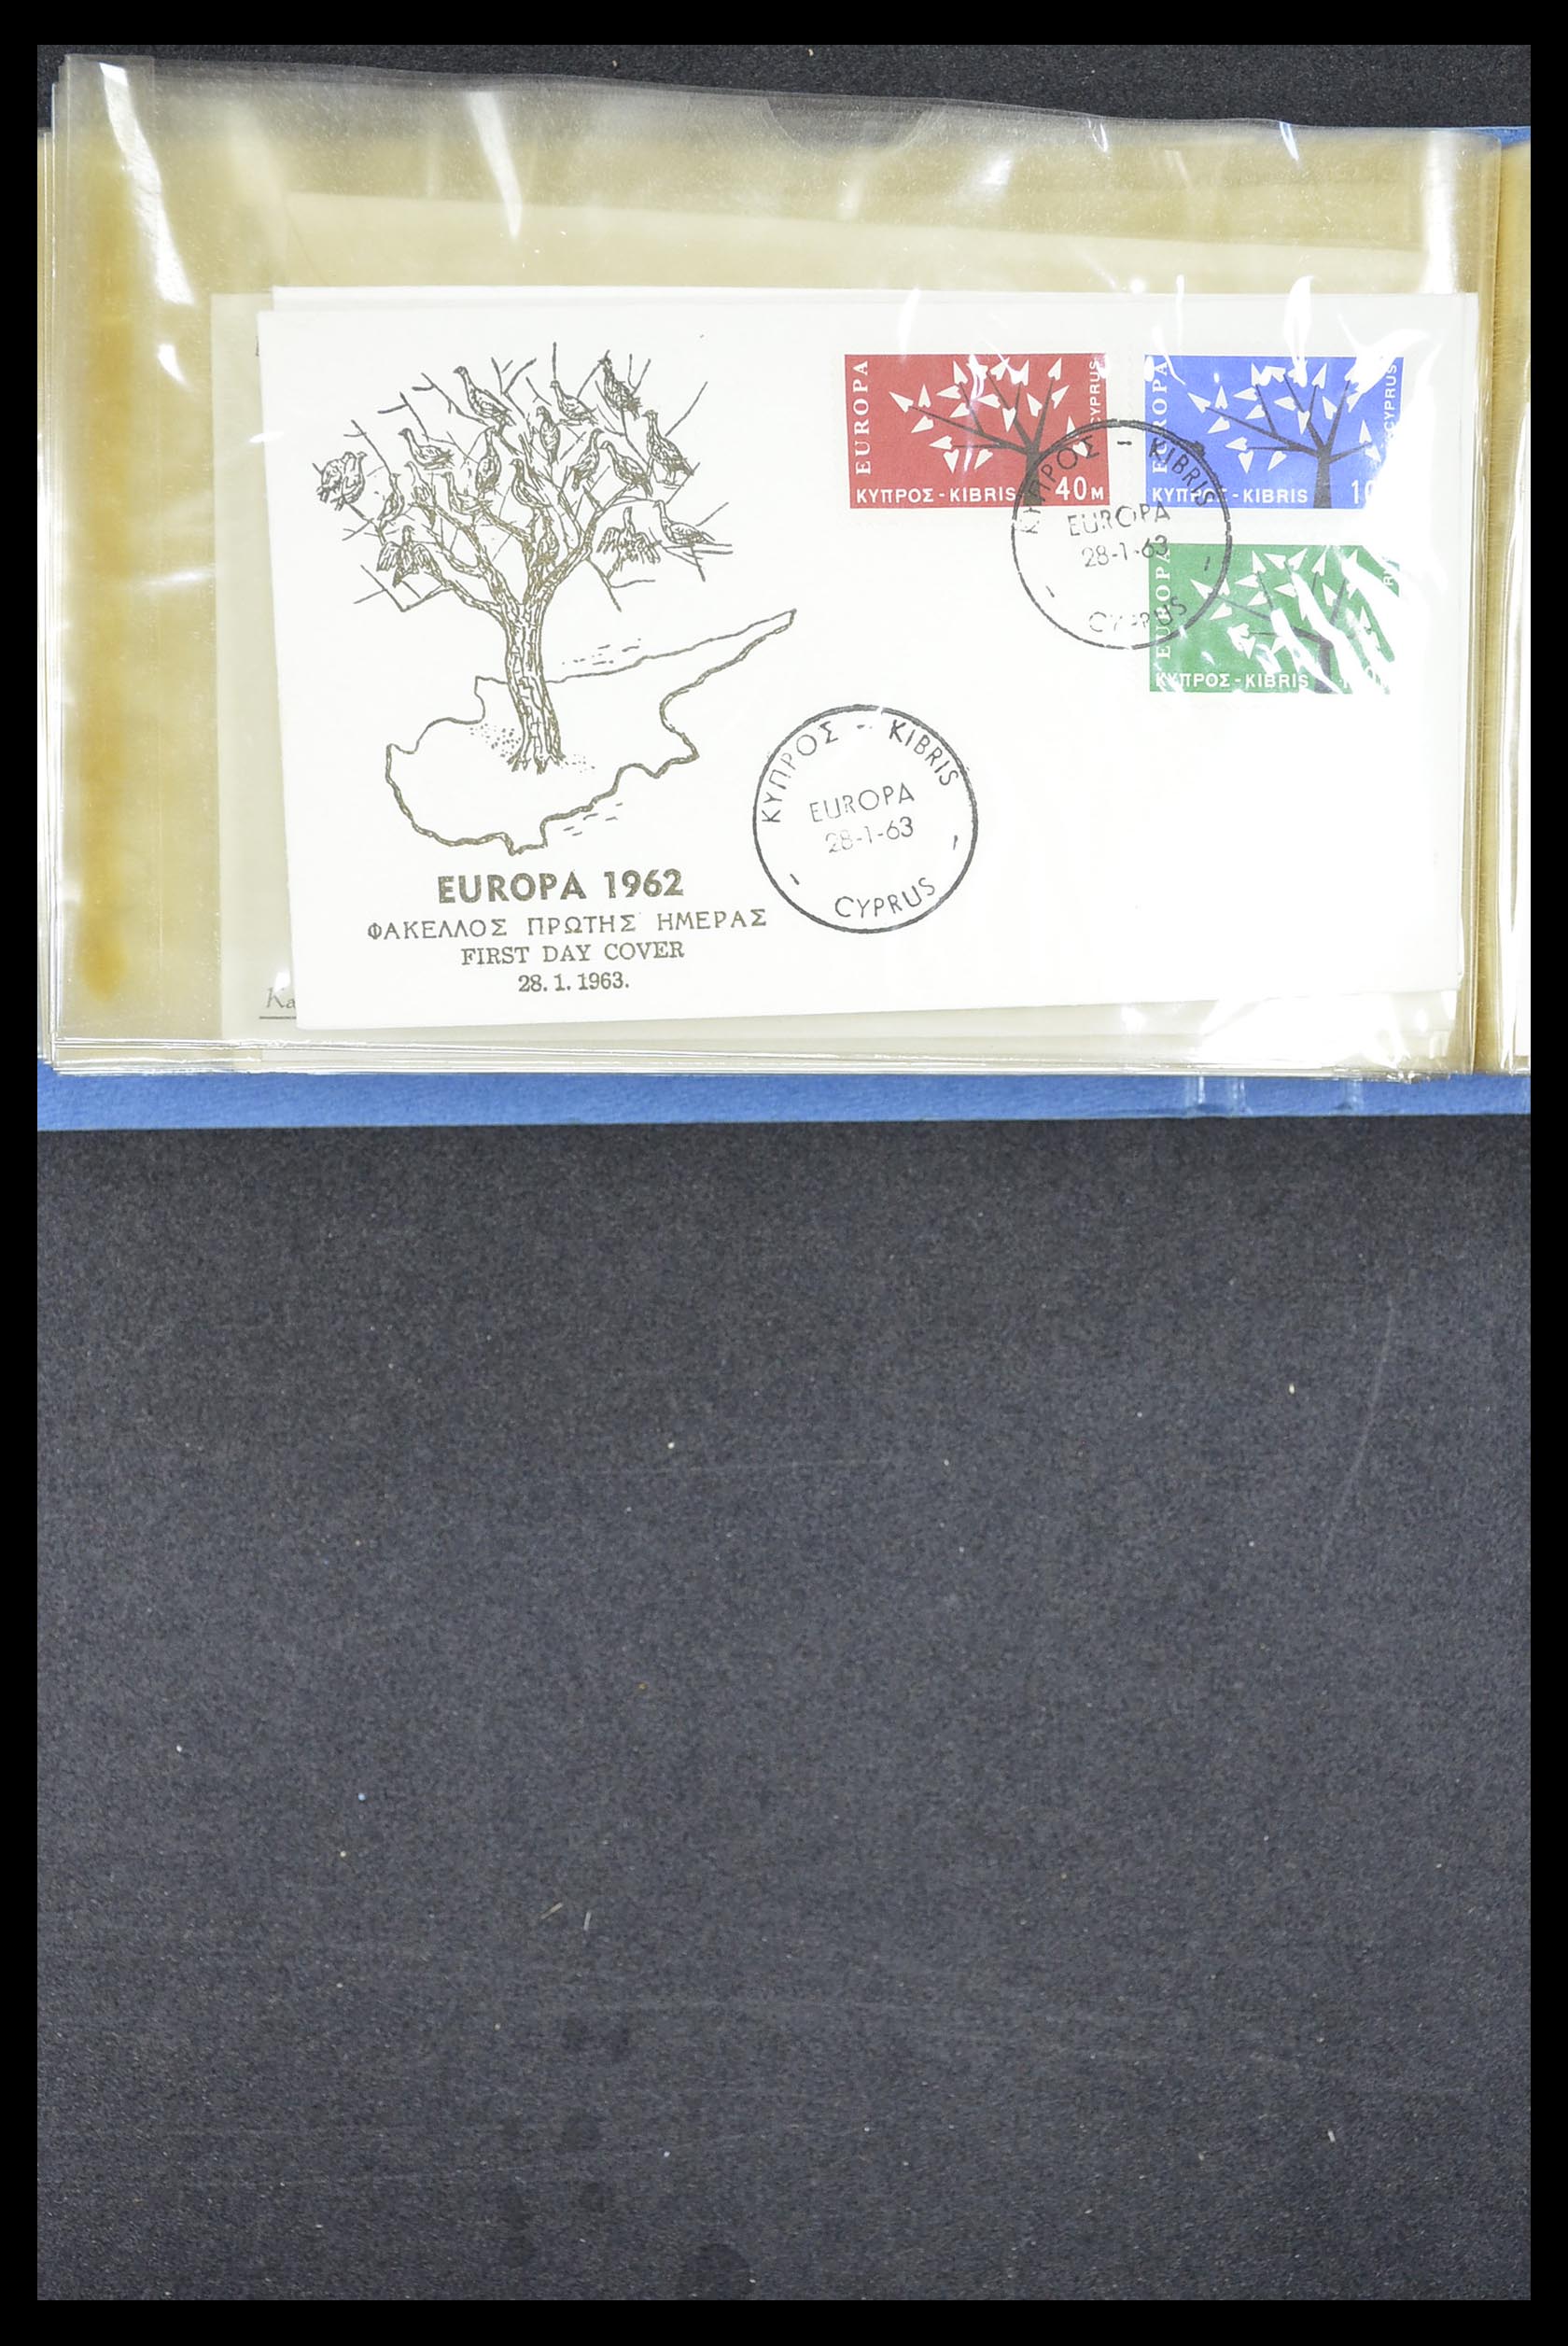 EUROPA
CYPRUS
ΚΥΠΡΟΣ - KIBRIS 40 M
EUROPA
CYPRUS
ΚΥΠΡΟΣ - KIBRIS
ΚΥΠΡΟΣ - KIBRIS
EUROPA
28-1-63
CYPRUS
EUROPA
ΚΥΠΡΟΣ - KIBRIS
ΚΥΠΡΟΣ - KIBRIS
EUROPA
28-1-63
CYPRUS
EUROPA 1962
ΦΑΚΕΛΛΟΣ ΠΡΩΤΗΣ ΗΜΕΡΑΣ
FIRST DAY COVER
28. 1. 1963.